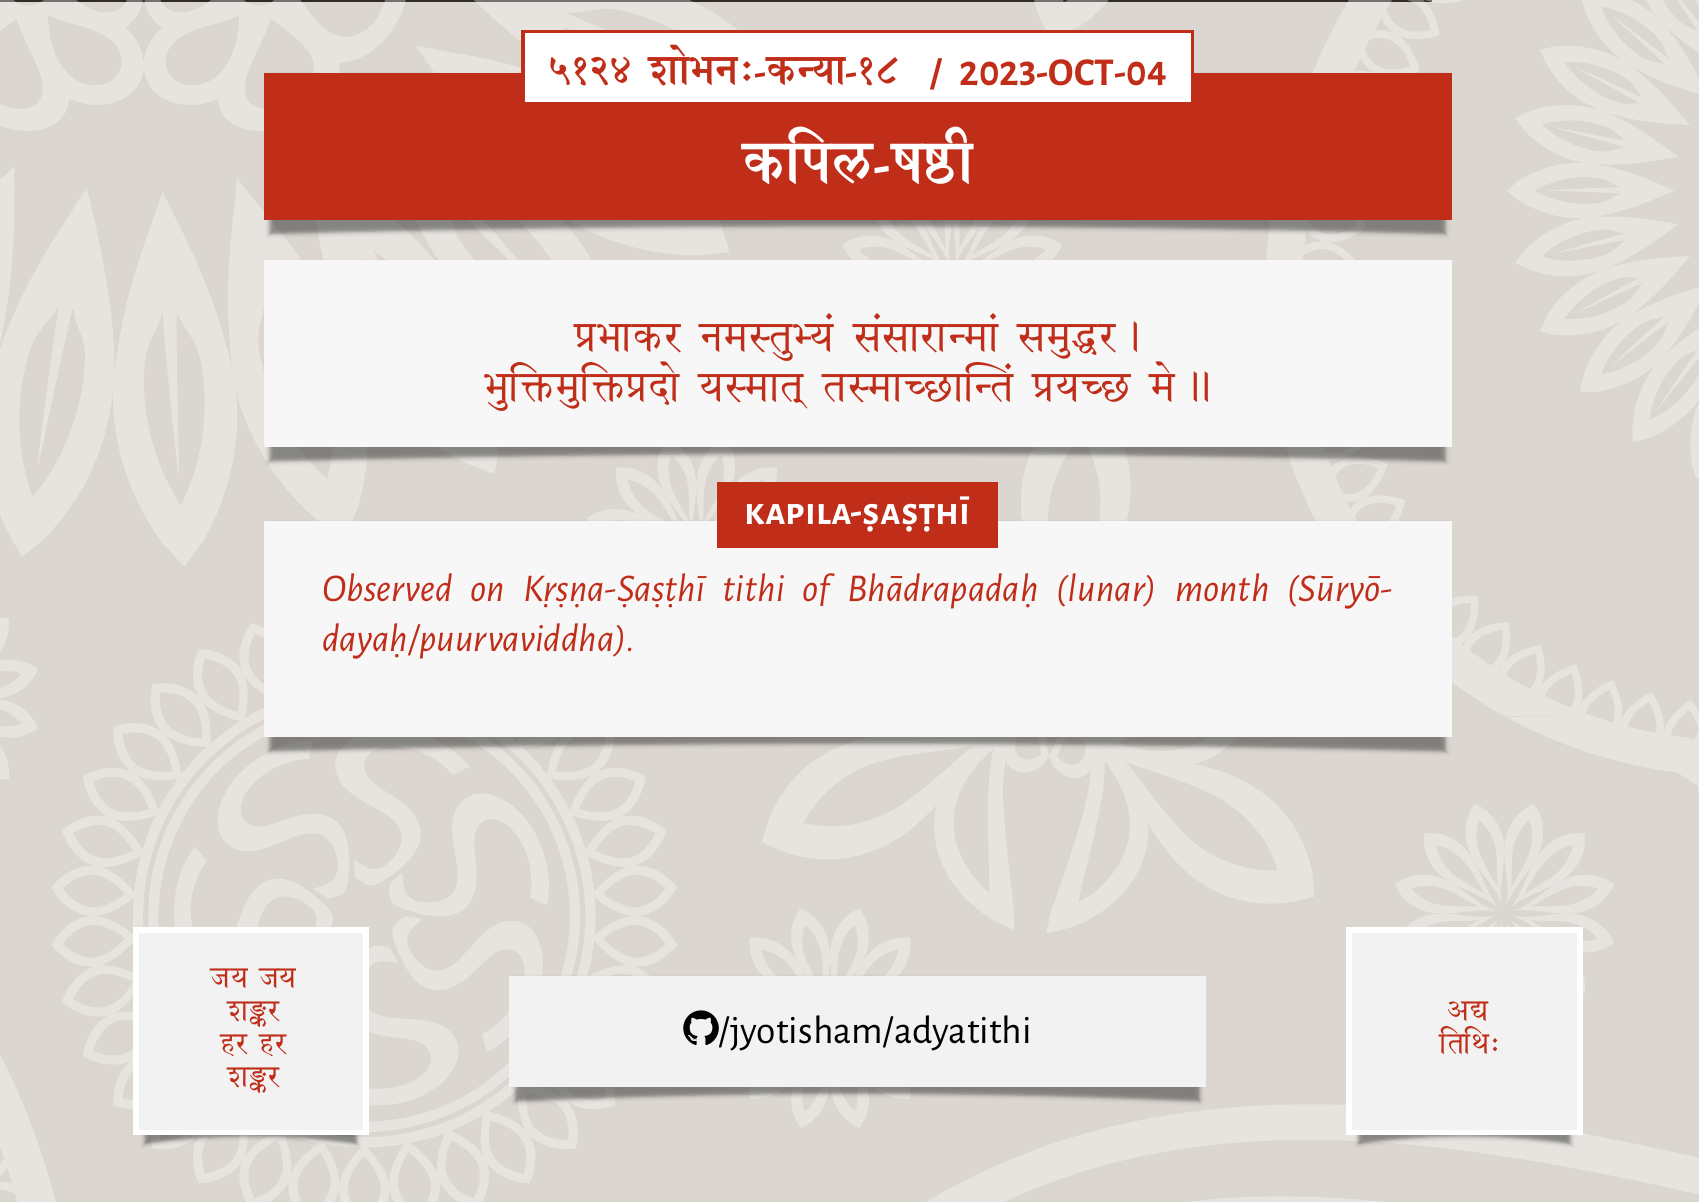 ५१२४ शोभनः-कन्या-१८ / 2023-OCT-04
कपिल-षष्ठी
प्रभाकर नमस्तुभ्यं संसारान्मां समुद्धर।
भुक्तिमुक्तिप्रदो यस्मात् तस्माच्छान्तिं प्रयच्छ मे॥
KAPILA-ṢAṢṬHĪ
Observed on Kṛṣṇa-Ṣaṣṭhī tithi of Bhādrapadaḥ (lunar) month (Sūryō-
dayaḥ/puurvaviddha).
जय जय
शङ्कर
हर हर
शङ्कर
/jyotisham/adyatithi
अद्य
तिथिः